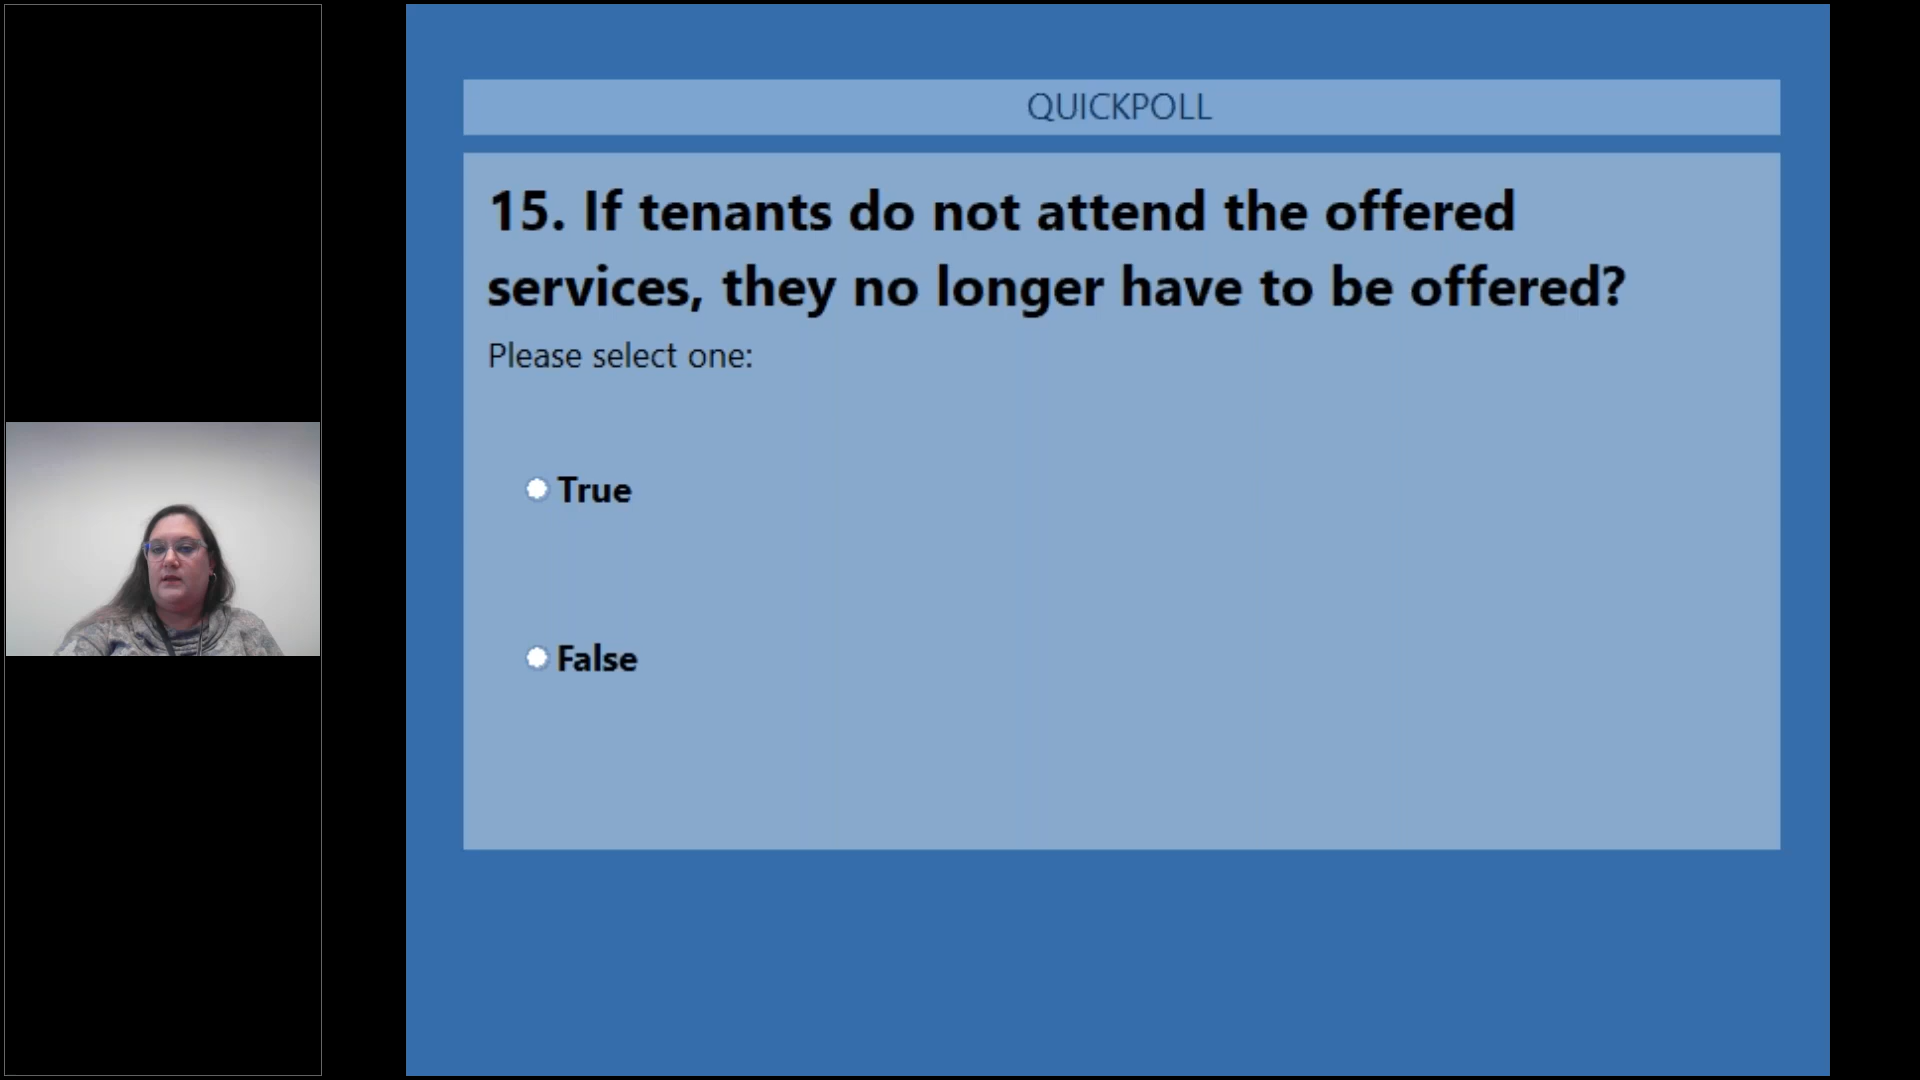 QUICKPOLL
15. If tenants do not attend the offered
services, they no longer have to be offered?
Please select one:
True
False